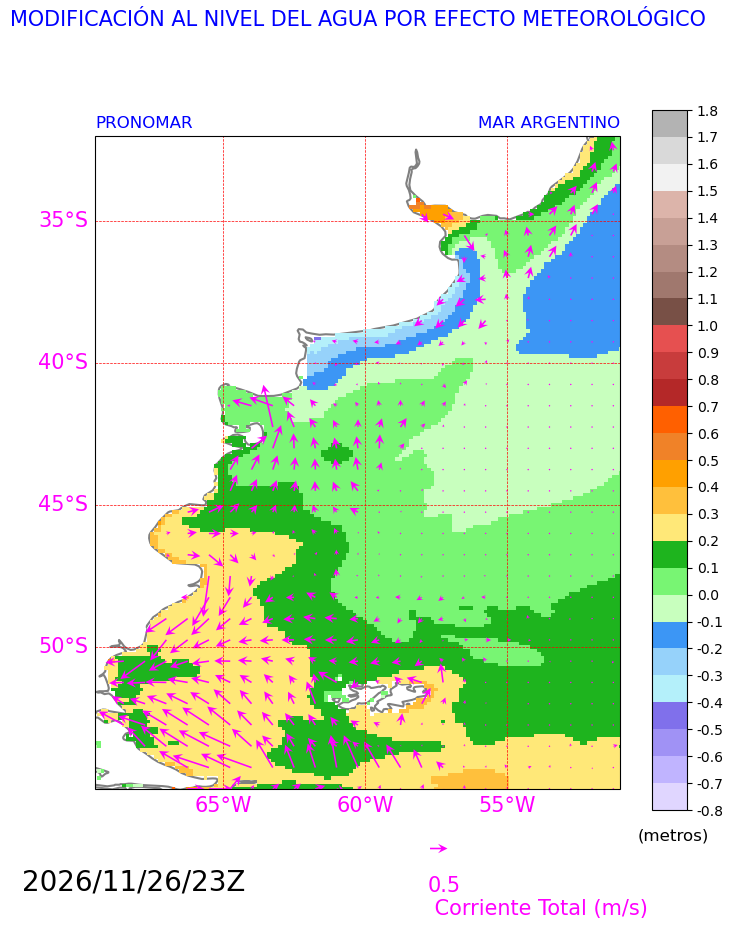 MODIFICACIÓN AL NIVEL DEL AGUA POR EFECTO METEOROLÓGICO
PRONOMAR
MAR ARGENTINO
35°S
40°S
45°S
50°S
65°W
60°W
55°W
1.8
1.7
1.6
1.5
1.4
1.3
1.2
1.1
1.0
0.9
0.8
0.7
0.6
0.5
0.4
0.3
0.2
0.1
0.0
-0.1
-0.2
-0.3
-0.4
-0.5
-0.6
-0.7
-0.8
(metros)
2026/11/26/23Z
0.5
Corriente Total (m/s)